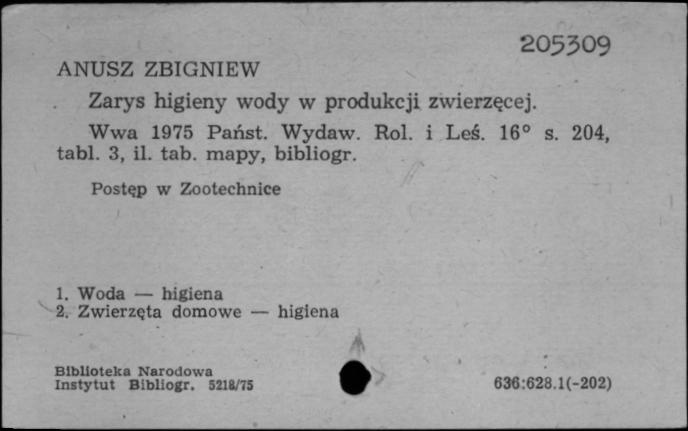 205309
ANUSZ ZBIGNIEW
Zarys higieny wody w produkcji zwierzęcej.
Wwa 1975 Państ. Wydaw. Rol. i Leś. 16° s. 204,
tabl. 3, il. tab. mapy, bibliogr.
Postęp w Zootechnice
1. Woda — higiena
2. Zwierzęta domowe — higiena
Biblioteka Narodowa
Instytut Bibliogr. 5218/75
636:628.1(-202)